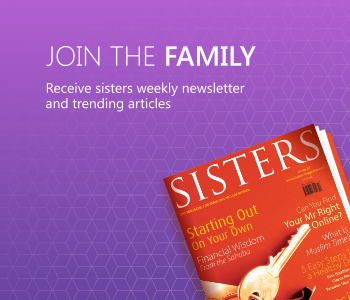 JOIN THE FAMILY
Receive sisters weekly newsletter
and trending articles
SISTERS
Starting Out
On Your Own
Financial Wisdom
From the Sahaba
Can You Find
Your Mr Right
Online?
What is
Muslim Time?
5 Easy Steps
a Healthy